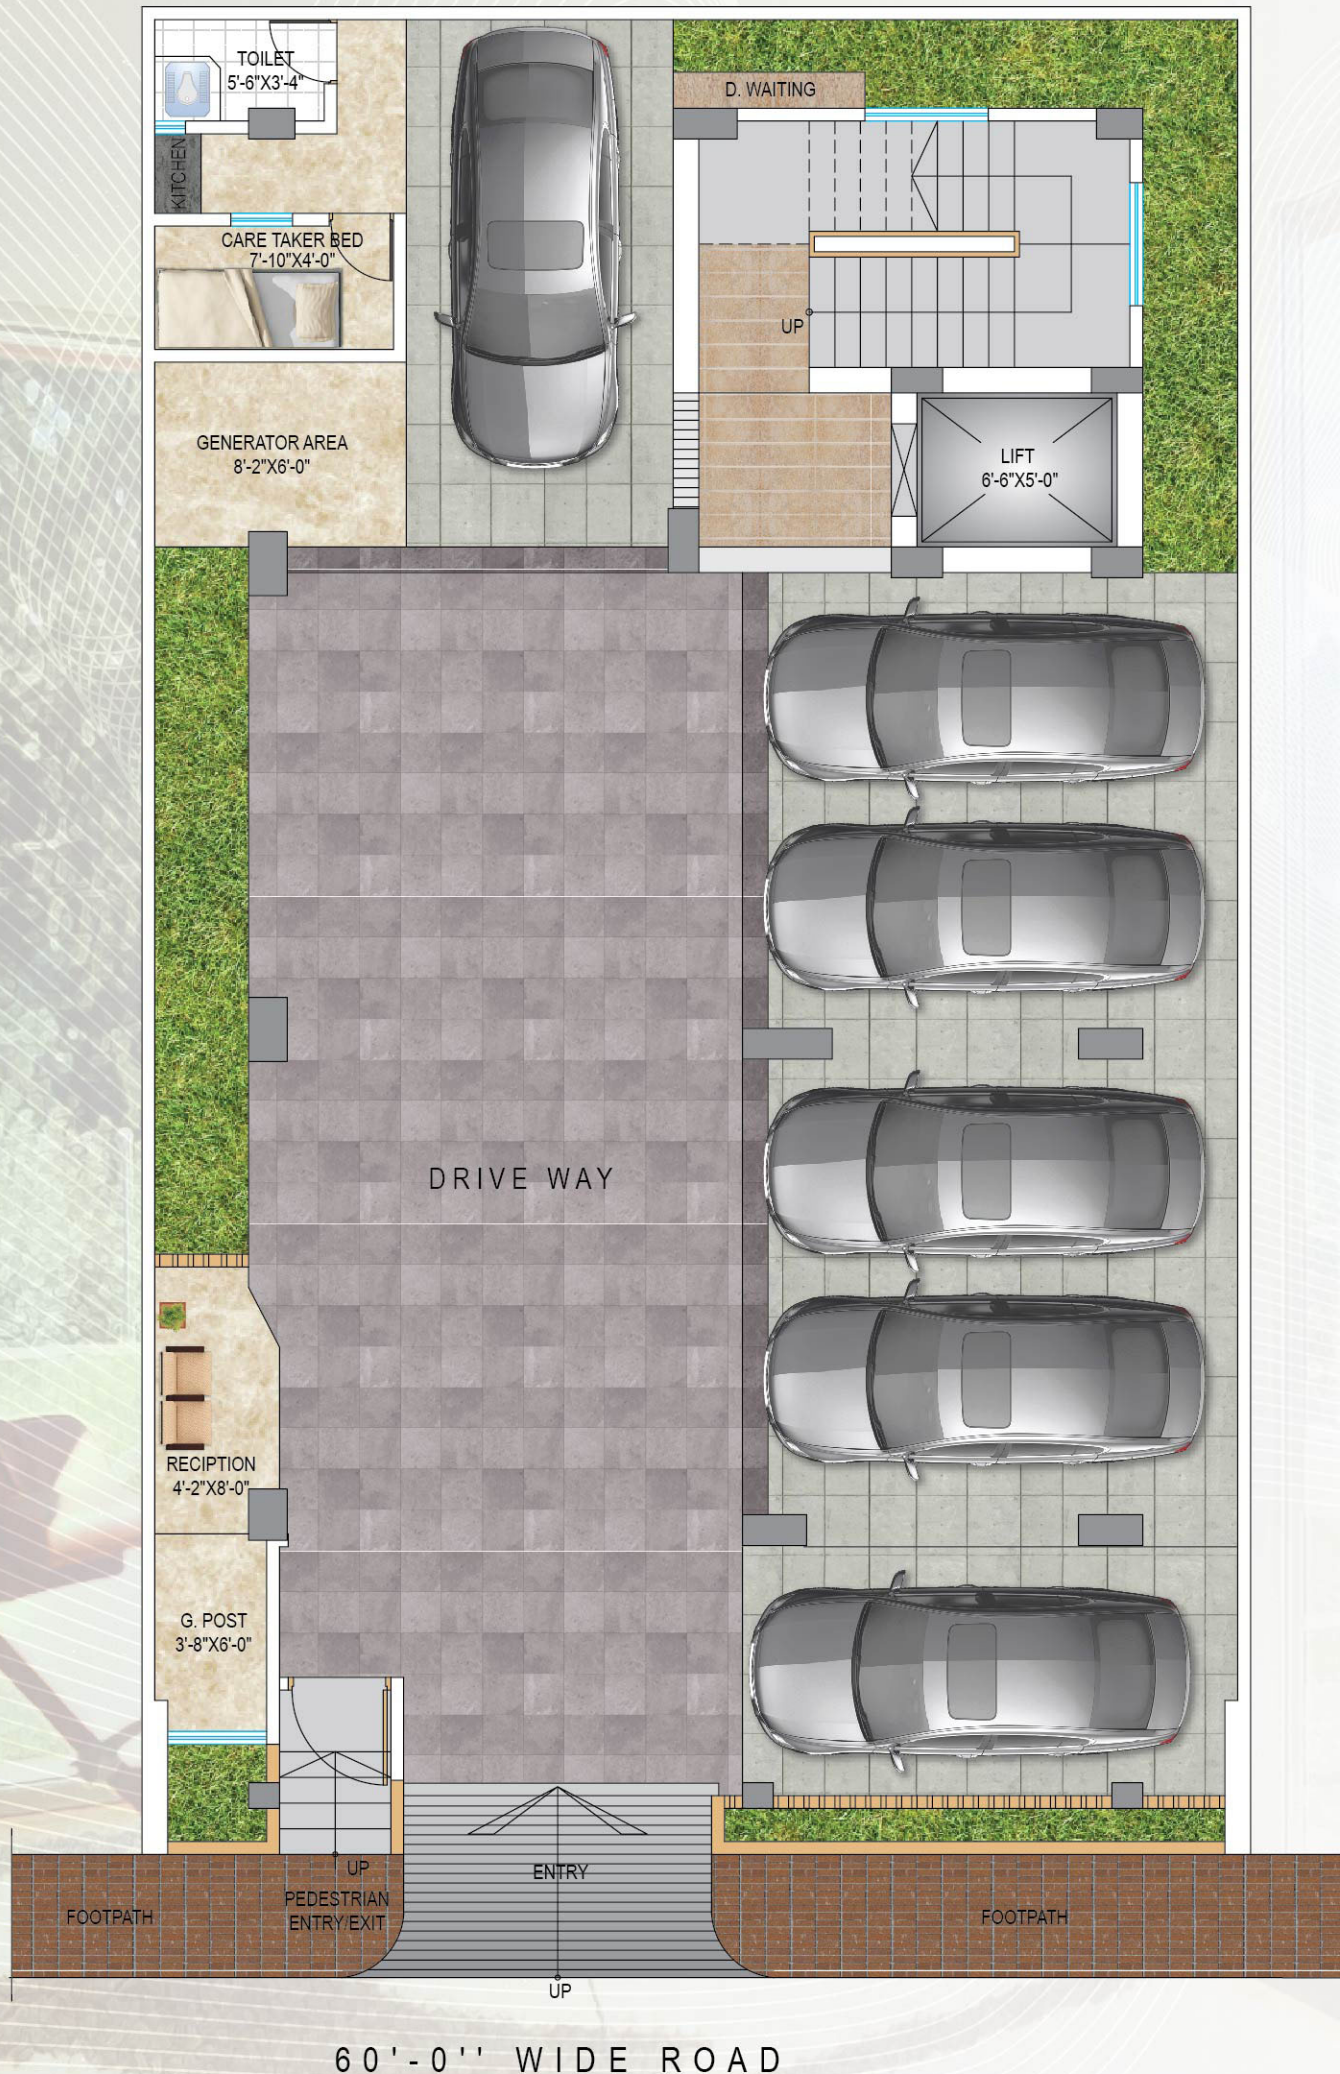 TOILET
5'-6"X3'-4"
D. WAITING
KITCHEN
CARE TAKER BED
7'-10"X4'-0"
UP
GENERATOR AREA
8'-2"X6'-0"
LIFT
6'-6"X5'-0"
DRIVE WAY
RECIPTION
4'-2"X8'-0"
G. POST
3'-8"X6'-0"
UP
ENTRY
PEDESTRIAN
ENTRY/EXIT
FOOTPATH
FOOTPATH
UP
60'-0'' WIDE ROAD